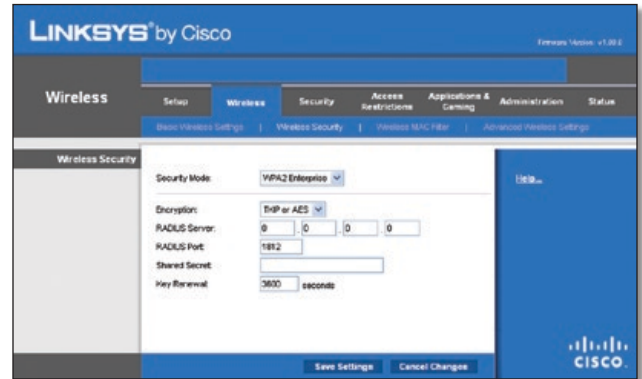 LINKSYS® by Cisco
Firmware Version: v1.00.0
Wireless
Setup
Wireless
Security
Access Restrictions
Applications & Gaming
Administration
Status
Basic Wireless Settings | Wireless Security | Wireless MAC Filter | Advanced Wireless Settings
Wireless Security
Security Mode: WPA2 Enterprise
Help...
Encryption: TKIP or AES
RADIUS Server: 0 . 0 . 0 . 0
RADIUS Port: 1812
Shared Secret:
Key Renewal: 3600 seconds
Save Settings Cancel Changes
CISCO.